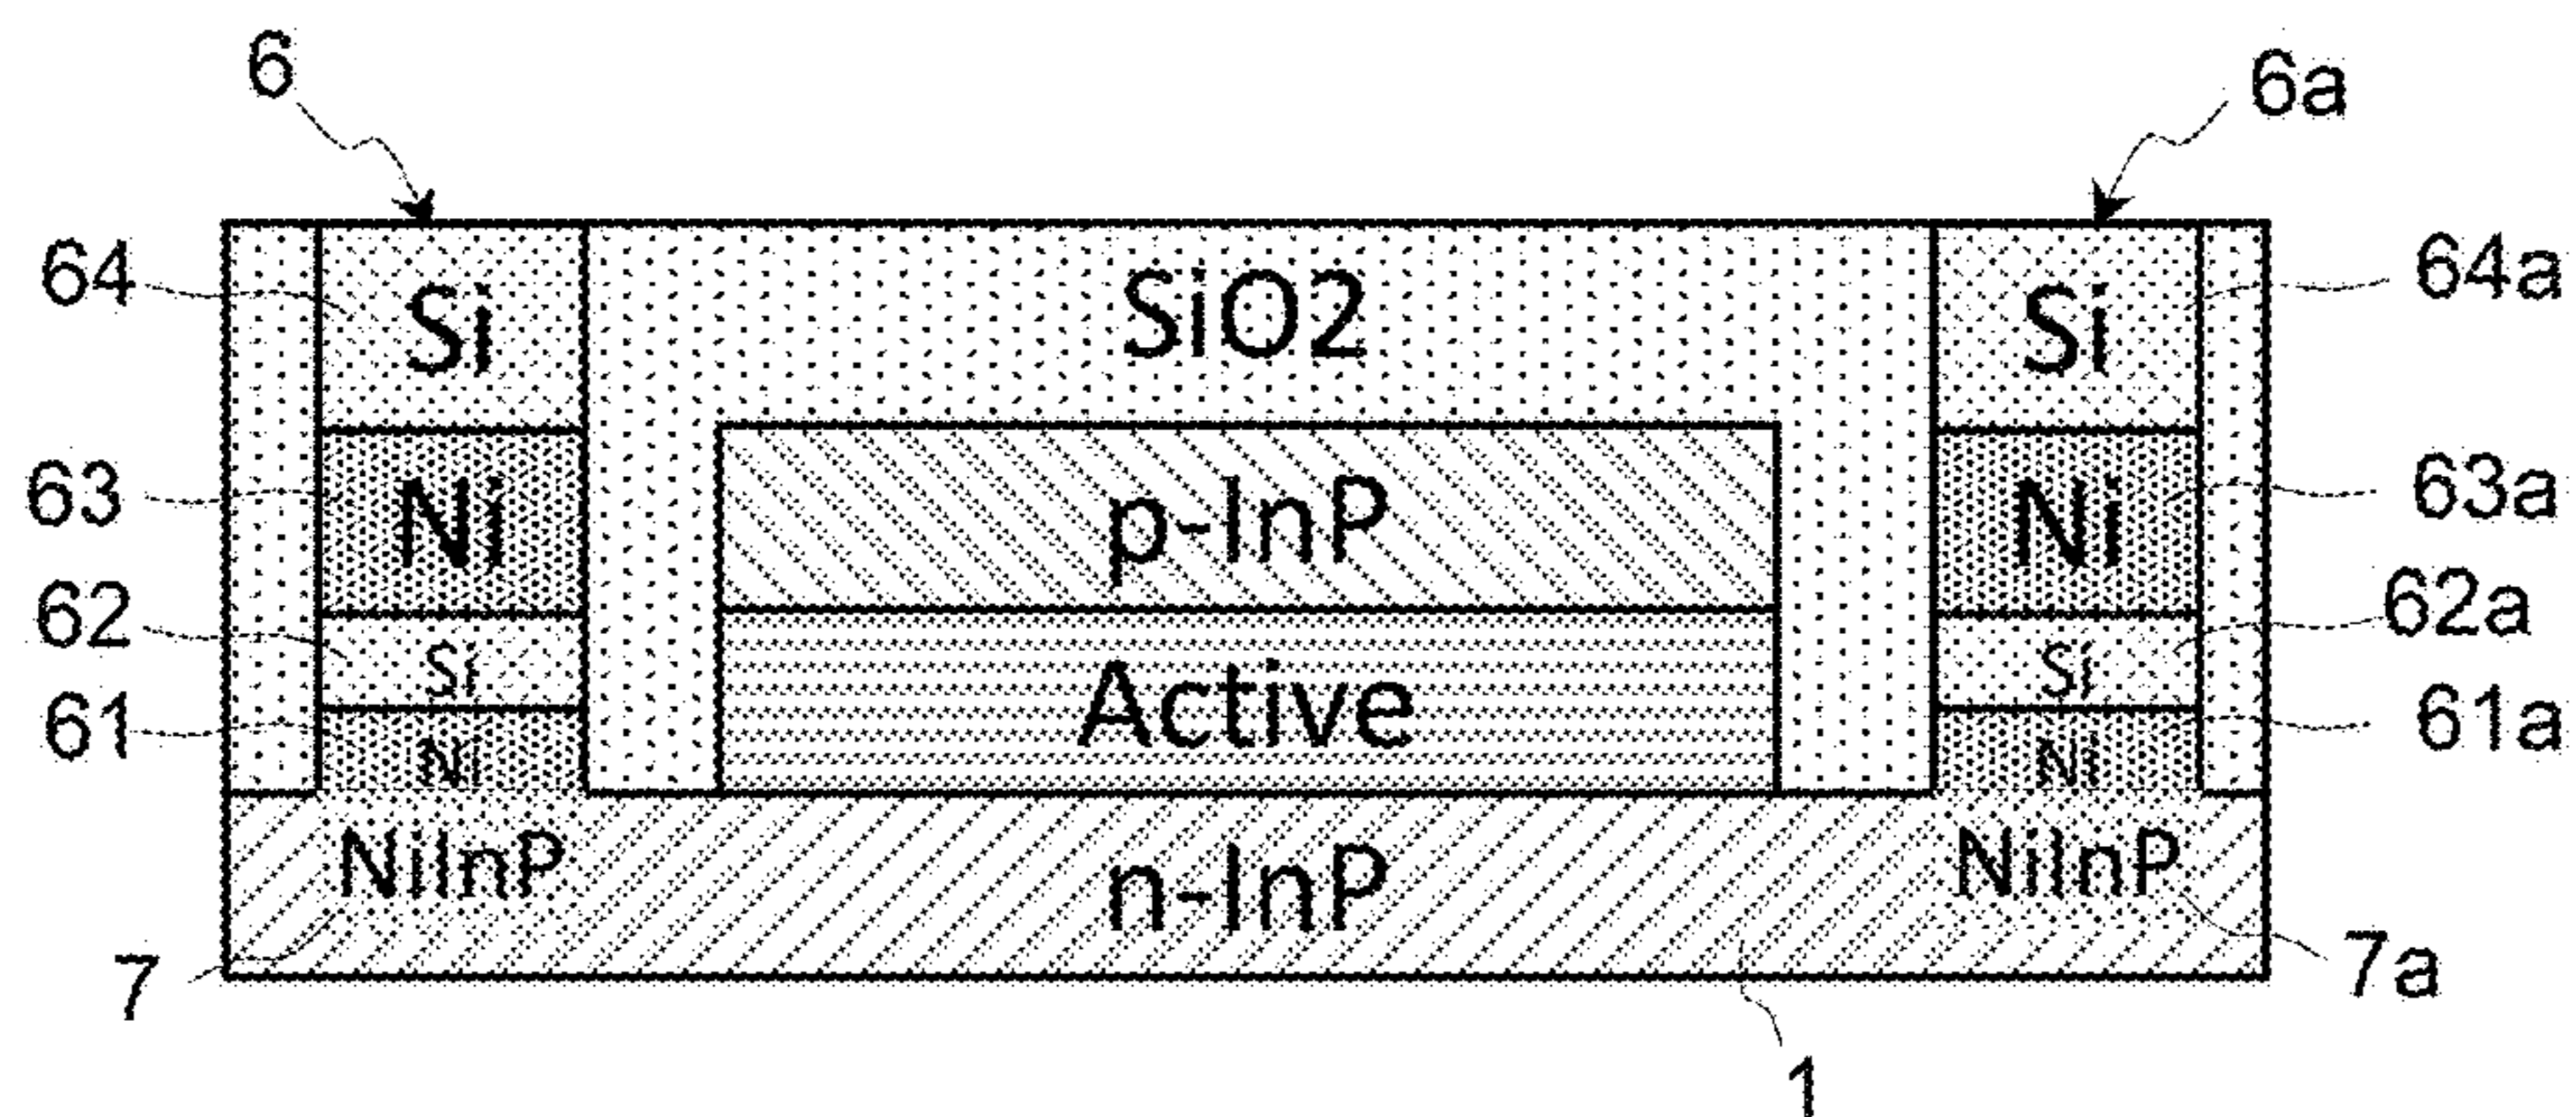 6
6a
64
Si
SiO2
Si
64a
63
Ni
p-InP
Ni
63a
62
Si
Si
62a
61
Ni
Active
Ni
61a
NiInP
n-InP
NiInP
7
7a
1